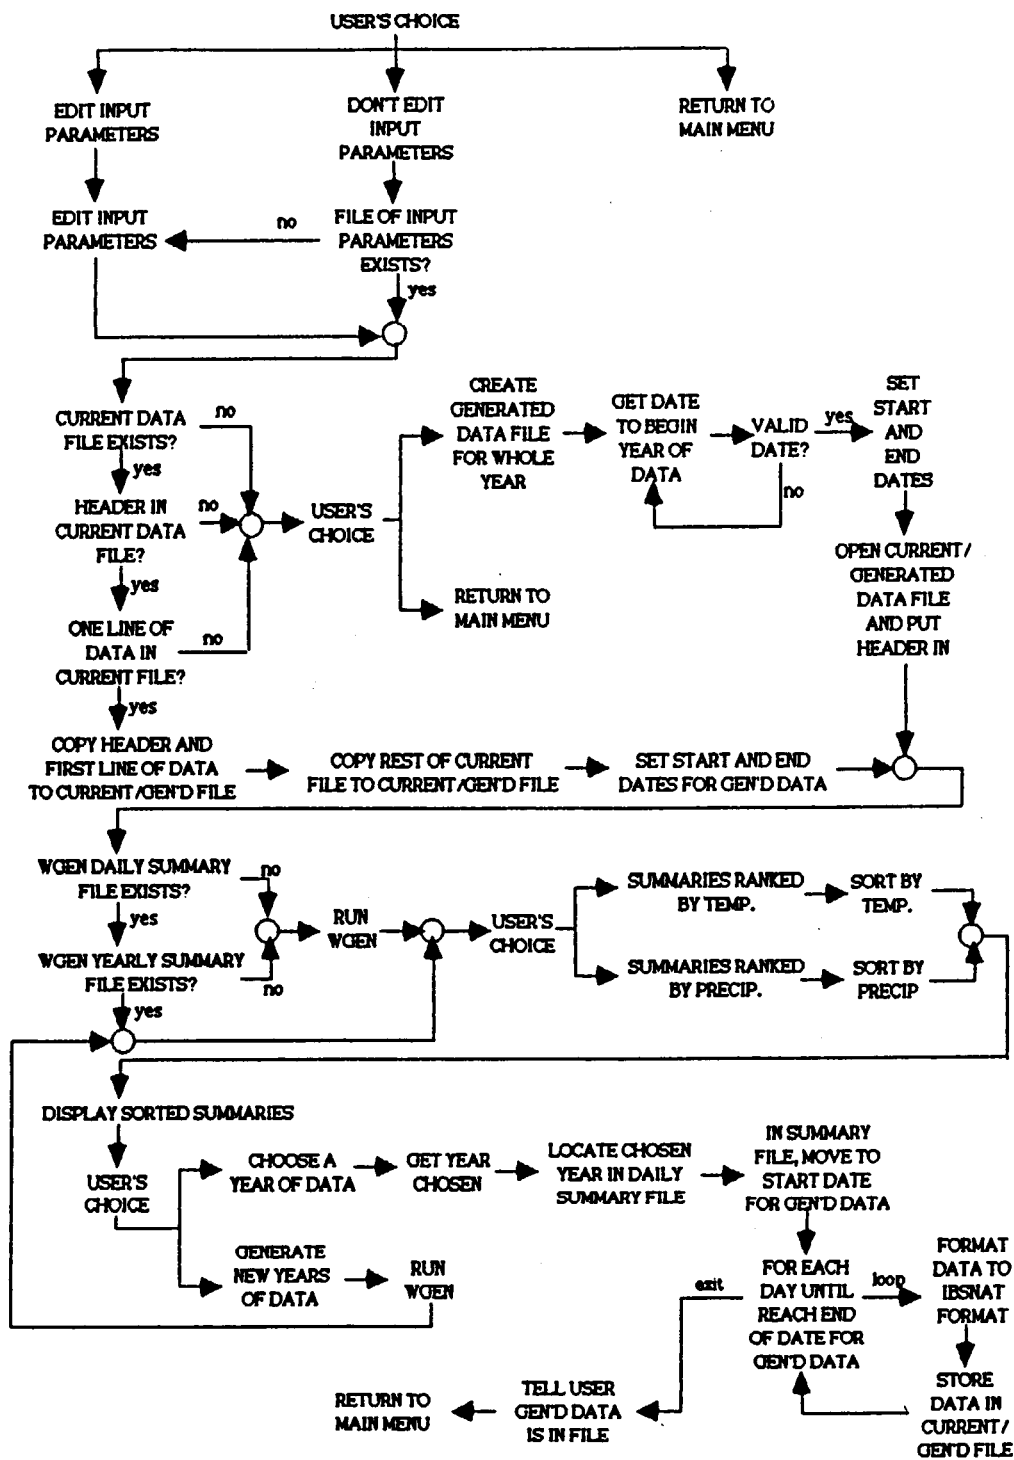 USER'S CHOICE
EDIT INPUT
PARAMETERS
DON'T EDIT
INPUT
PARAMETERS
RETURN TO
MAIN MENU
EDIT INPUT
PARAMETERS
no
FILE OF INPUT
PARAMETERS
EXISTS?
yes
CURRENT DATA
FILE EXISTS?
no
yes
HEADER IN
CURRENT DATA
FILE?
no
yes
ONE LINE OF
DATA IN
CURRENT FILE?
no
yes
USER'S
CHOICE
CREATE
GENERATED
DATA FILE
FOR WHOLE
YEAR
GET DATE
TO BEGIN
YEAR OF
DATA
VALID
DATE?
yes
no
SET
START
AND
END
DATES
RETURN TO
MAIN MENU
OPEN CURRENT/
GENERATED
DATA FILE
AND PUT
HEADER IN
COPY HEADER AND
FIRST LINE OF DATA
TO CURRENT/GEN'D FILE
COPY REST OF CURRENT
FILE TO CURRENT/GEN'D FILE
SET START AND END
DATES FOR GEN'D DATA
WGEN DAILY SUMMARY
FILE EXISTS?
no
yes
WGEN YEARLY SUMMARY
FILE EXISTS?
no
yes
RUN
WGEN
USER'S
CHOICE
SUMMARIES RANKED
BY TEMP.
SORT BY
TEMP.
SUMMARIES RANKED
BY PRECIP.
SORT BY
PRECIP
DISPLAY SORTED SUMMARIES
USER'S
CHOICE
CHOOSE A
YEAR OF DATA
GET YEAR
CHOSEN
LOCATE CHOSEN
YEAR IN DAILY
SUMMARY FILE
IN SUMMARY
FILE, MOVE TO
START DATE
FOR GEN'D DATA
GENERATE
NEW YEARS
OF DATA
RUN
WGEN
exit
FOR EACH
DAY UNTIL
REACH END
OF DATE FOR
GEN'D DATA
loop
FORMAT
DATA TO
IBSNAT
FORMAT
STORE
DATA IN
CURRENT/
GEN'D FILE
TELL USER
GEN'D DATA
IS IN FILE
RETURN TO
MAIN MENU